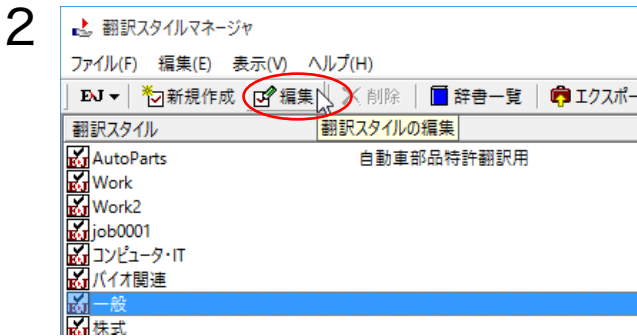 2
翻訳スタイルマネージャ
ファイル(F) 編集(E) 表示(V) ヘルプ(H)
EJ 新規作成 編集 削除 辞書一覧 エクスポー
翻訳スタイル
翻訳スタイルの編集
AutoParts 自動車部品特許翻訳用
Work
Work2
job0001
コンピュータ・IT
バイオ関連
一般
株式